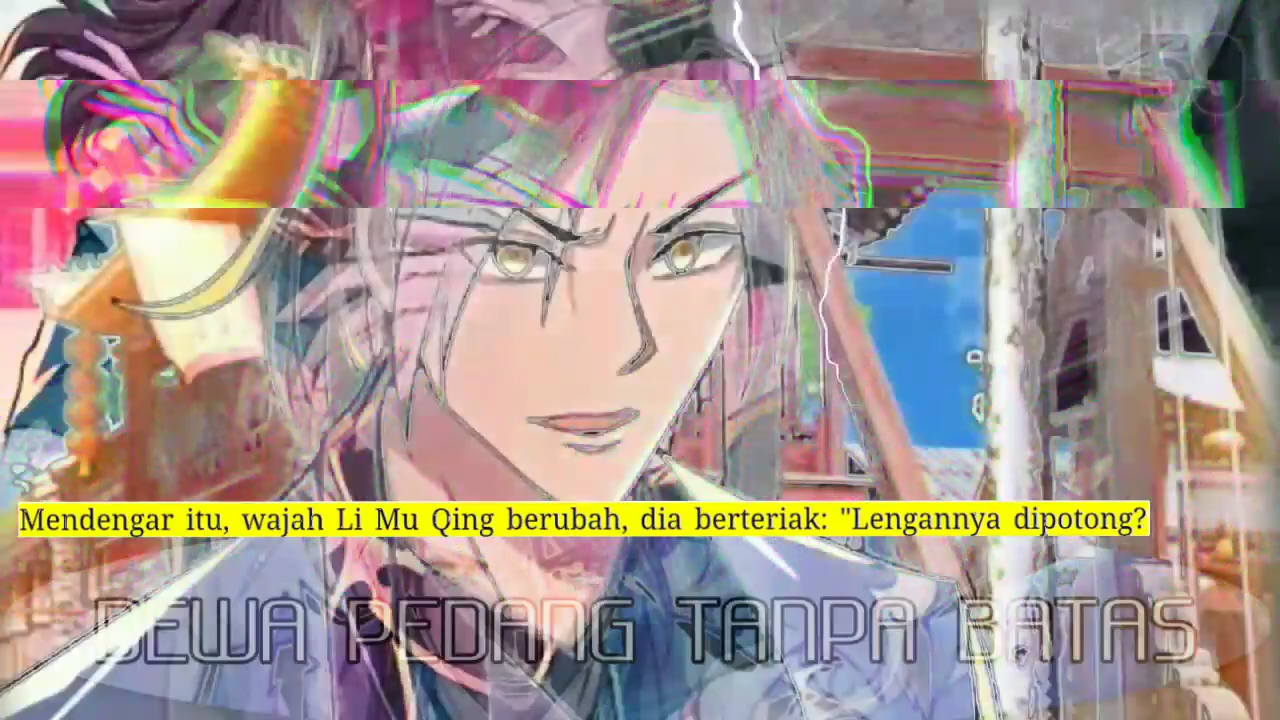 Mendengar itu, wajah Li Mu Qing berubah, dia berteriak: "Lengannya dipotong?
DEWA PEDANG TANPA BATAS